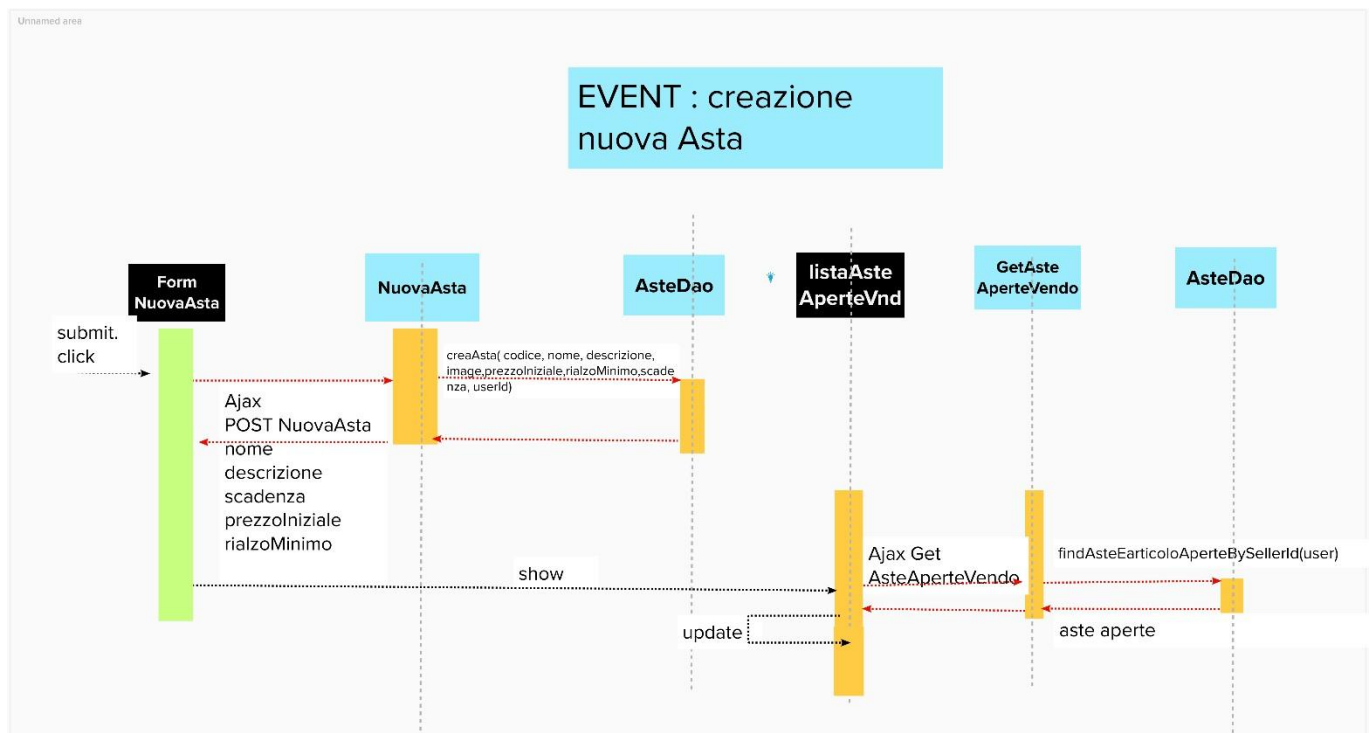 Unnamed area
EVENT : creazione
nuova Asta
Form
NuovaAsta
NuovaAsta
AsteDao
listaAste
AperteVnd
GetAste
AperteVendo
AsteDao
submit.
click
creaAsta( codice, nome, descrizione,
image,prezzoIniziale,rialzoMinimo,scade
nza, userId)
Ajax
POST NuovaAsta
nome
descrizione
scadenza
prezzoIniziale
rialzoMinimo
show
Ajax Get
AsteAperteVendo
findAsteEarticoloAperteBySellerId(user)
update
aste aperte